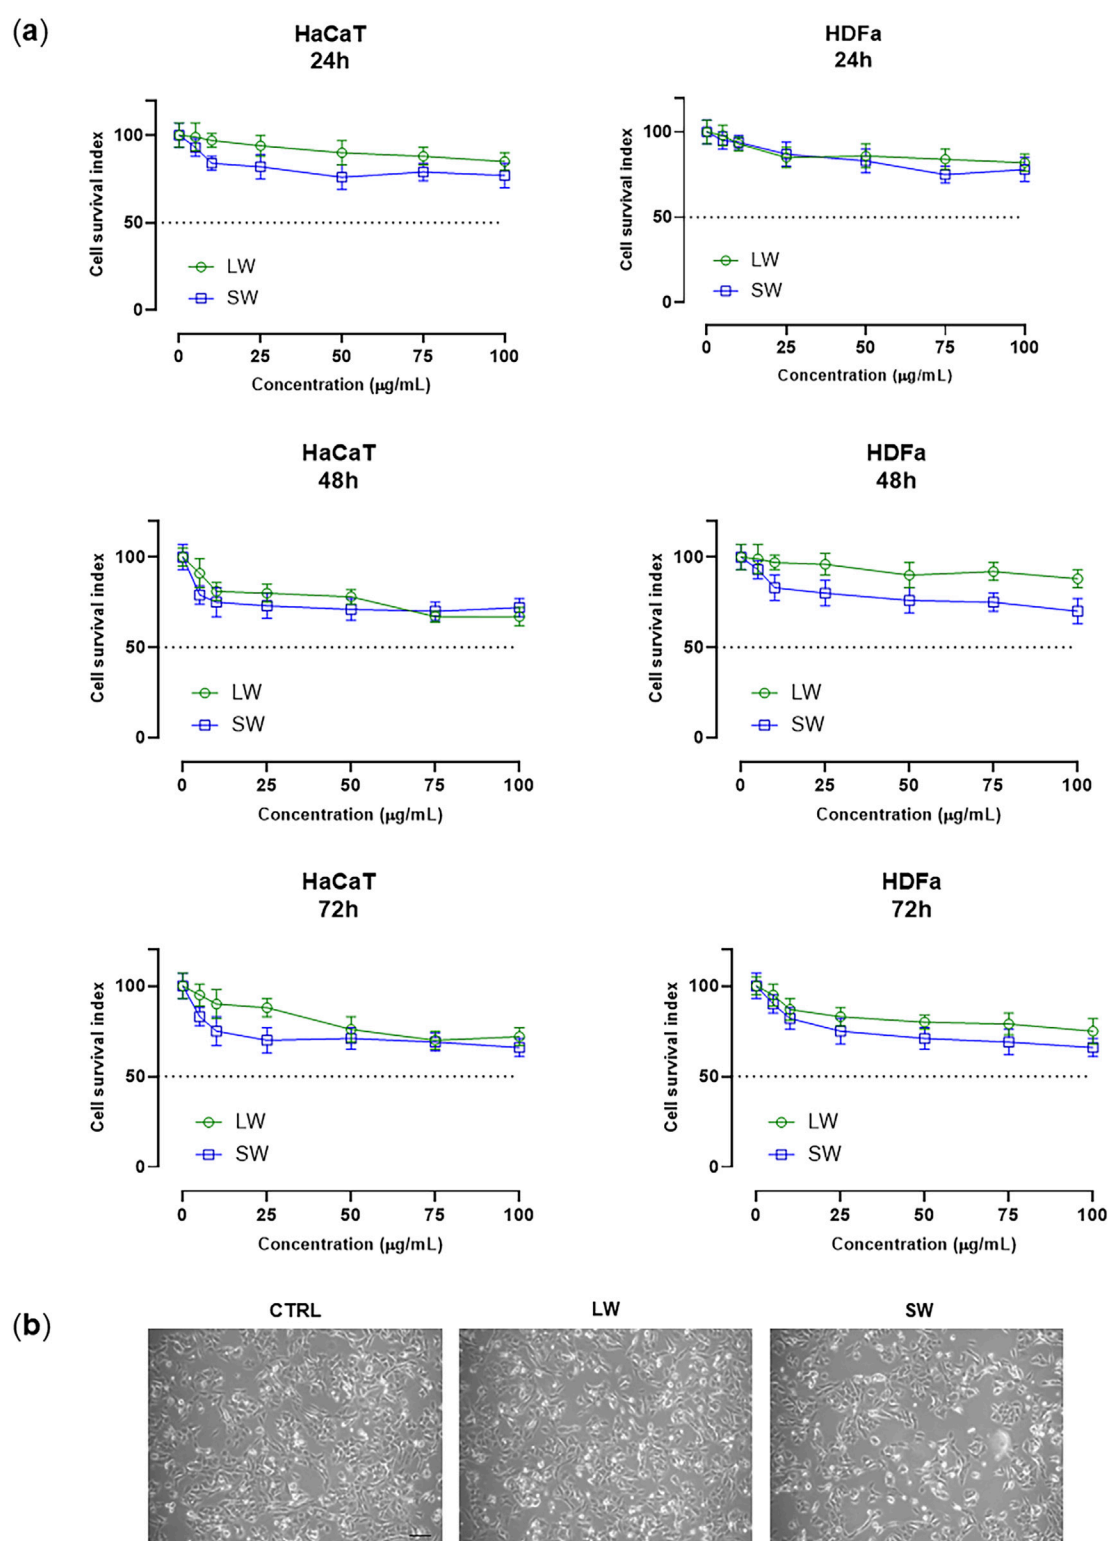 (a)
HaCaT
24h
Cell survival index
100
50
0
LW
SW
0 25 50 75 100
Concentration (μg/mL)
HDFa
24h
Cell survival index
100
50
0
LW
SW
0 25 50 75 100
Concentration (μg/mL)
HaCaT
48h
Cell survival index
100
50
0
LW
SW
0 25 50 75 100
Concentration (μg/mL)
HDFa
48h
Cell survival index
100
50
0
LW
SW
0 25 50 75 100
Concentration (μg/mL)
HaCaT
72h
Cell survival index
100
50
0
LW
SW
0 25 50 75 100
Concentration (μg/mL)
HDFa
72h
Cell survival index
100
50
0
LW
SW
0 25 50 75 100
Concentration (μg/mL)
(b)
CTRL LW SW